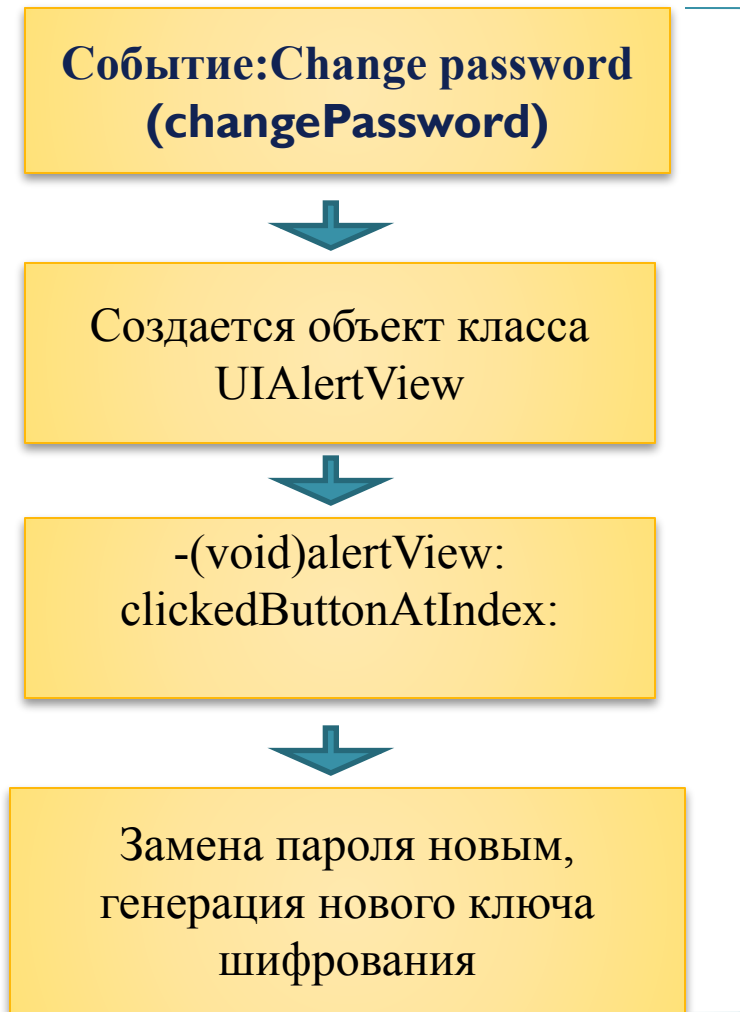 Событие:Change password
(changePassword)
Создается объект класса
UIAlertView
-(void)alertView:
clickedButtonAtIndex:
Замена пароля новым,
генерация нового ключа
шифрования